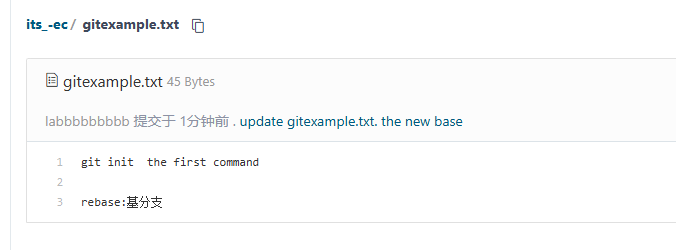 its_-ec / gitexample.txt
gitexample.txt 45 Bytes
labbbbbbbbb 提交于 1分钟前 . update gitexample.txt. the new base
1 git init  the first command
2
3 rebase:基分支